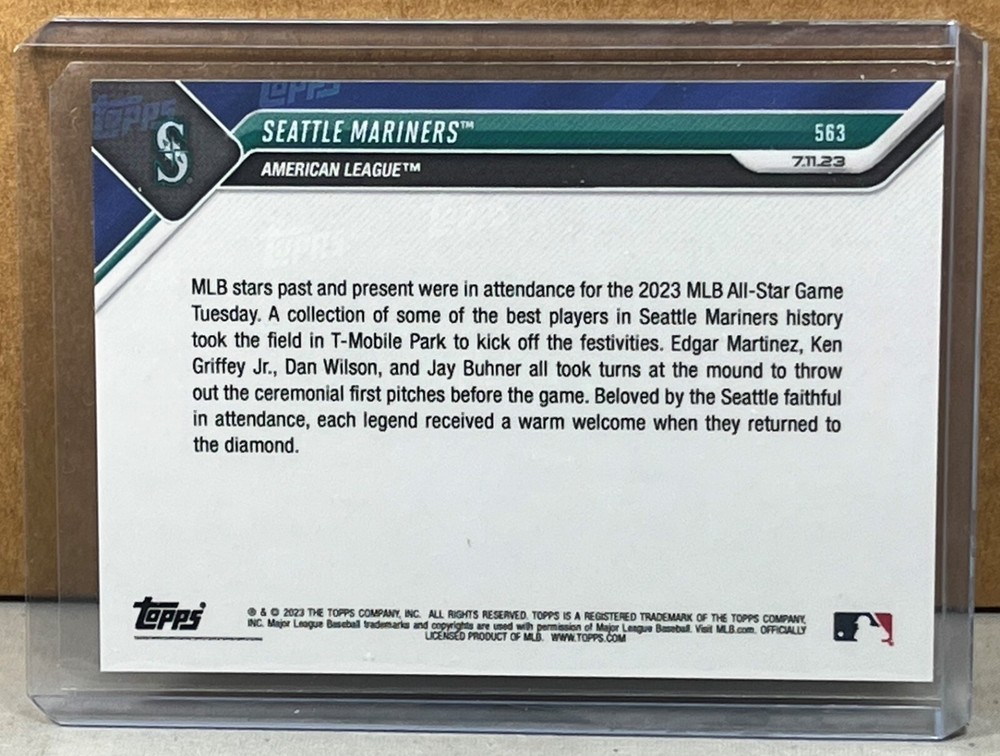 Topps
Topps
S
SEATTLE MARINERS™
563
AMERICAN LEAGUE™
7.11.23
Topps
Topps
MLB stars past and present were in attendance for the 2023 MLB All-Star Game
Tuesday. A collection of some of the best players in Seattle Mariners history
took the field in T-Mobile Park to kick off the festivities. Edgar Martinez, Ken
Griffey Jr., Dan Wilson, and Jay Buhner all took turns at the mound to throw
out the ceremonial first pitches before the game. Beloved by the Seattle faithful
in attendance, each legend received a warm welcome when they returned to
the diamond.
Topps
® & © 2023 THE TOPPS COMPANY, INC. ALL RIGHTS RESERVED. TOPPS IS A REGISTERED TRADEMARK OF THE TOPPS COMPANY,
INC. Major League Baseball trademarks and copyrights are used with permission of Major League Baseball. Visit MLB.com. OFFICIALLY
LICENSED PRODUCT OF MLB. WWW.TOPPS.COM